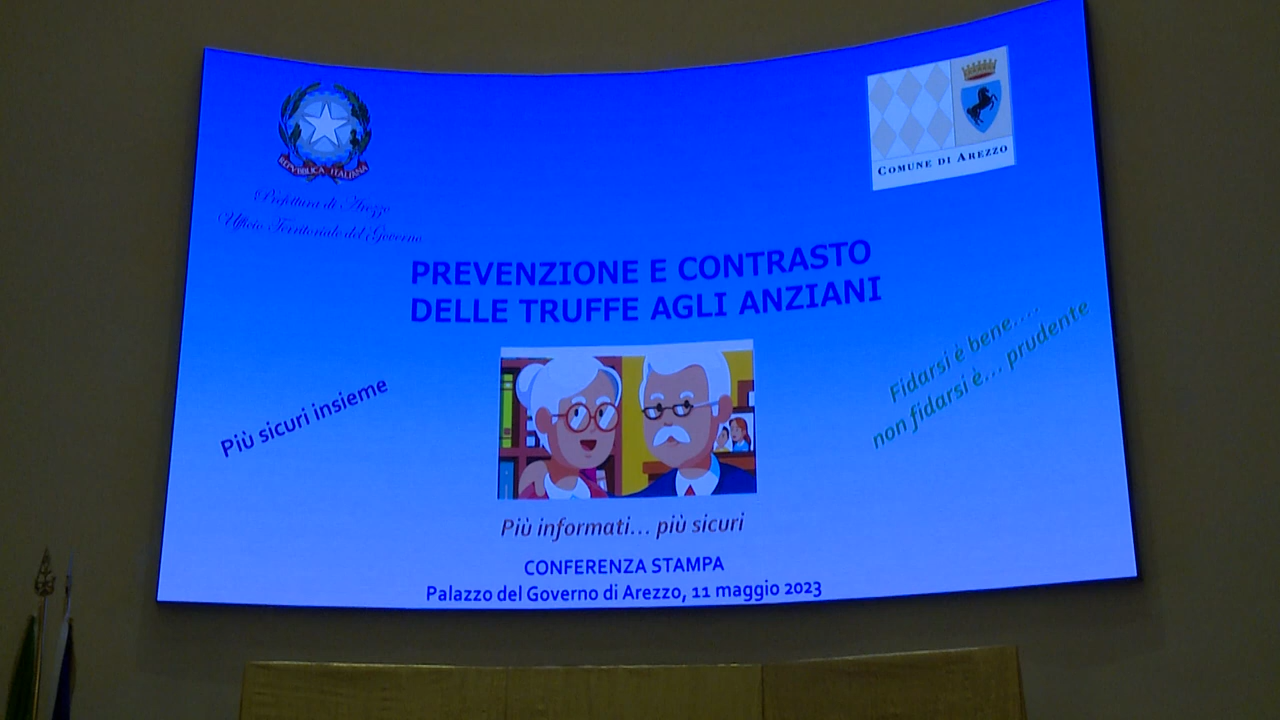 REPVBBLICA ITALIANA
Prefettura di Arezzo
Ufficio Territoriale del Governo
COMUNE DI AREZZO
PREVENZIONE E CONTRASTO
DELLE TRUFFE AGLI ANZIANI
Più sicuri insieme
Fidarsi è bene....
non fidarsi è... prudente
Più informati... più sicuri
CONFERENZA STAMPA
Palazzo del Governo di Arezzo, 11 maggio 2023